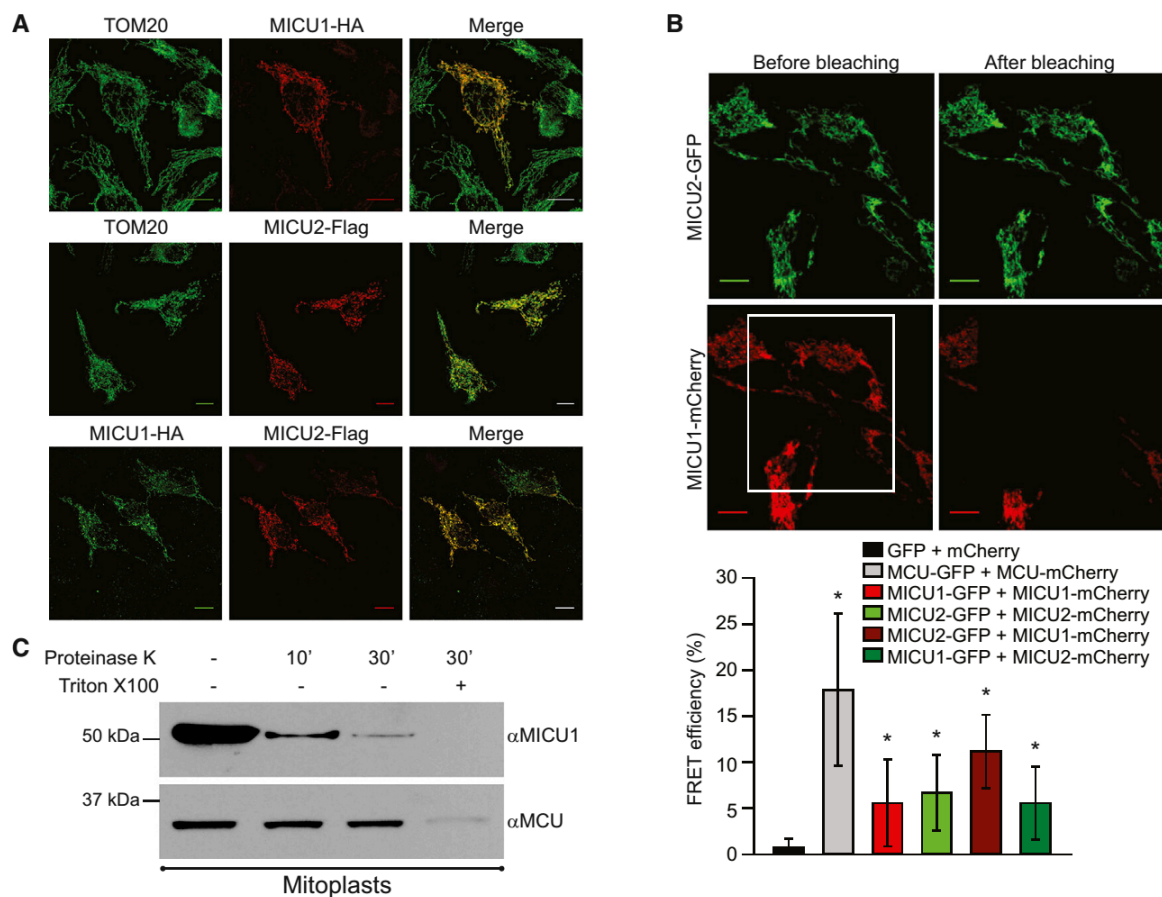 A
TOM20 MICU1-HA Merge
TOM20 MICU2-Flag Merge
MICU1-HA MICU2-Flag Merge
B
Before bleaching After bleaching
MICU2-GFP
MICU1-mCherry
GFP + mCherry
MCU-GFP + MCU-mCherry
MICU1-GFP + MICU1-mCherry
MICU2-GFP + MICU2-mCherry
MICU2-GFP + MICU1-mCherry
MICU1-GFP + MICU2-mCherry
FRET efficiency (%)
30
25
20
15
10
5
0
* * * * *
C
Proteinase K - 10' 30' 30'
Triton X100 - - - +
50 kDa αMICU1
37 kDa
αMCU
Mitoplasts